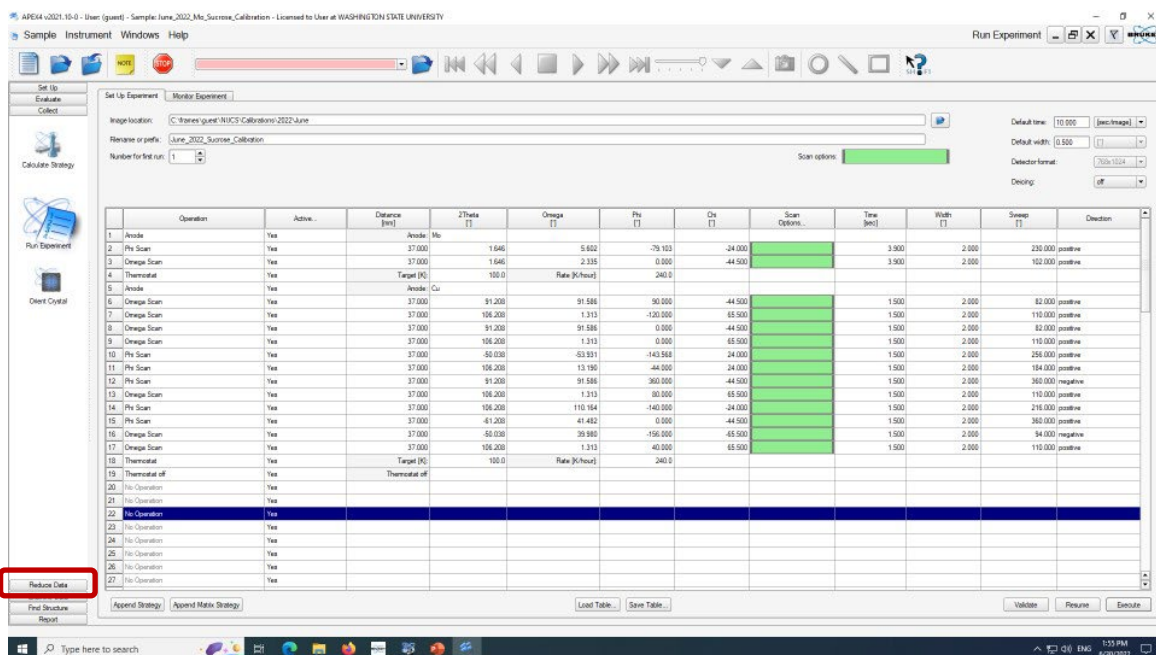 APEX4 v2021.10-0 - User: (guest) - Sample: June_2022_Mo_Sucrose_Calibration - Licensed to User at WASHINGTON STATE UNIVERSITY
Sample Instrument Windows Help Run Experiment BRUKER
NOTE STOP SHIFT
Set Up
Evaluate
Collect
Calculate Strategy
Run Experiment
Orient Crystal
Set Up Experiment Monitor Experiment
Image location: C:\frames\guest\NUCS\Calibrations\2022\June Default time: 10.000 [sec/image]
Filename or prefix: June_2022_Sucrose_Calibration Default width: 0.500 [°]
Number for first run: 1 Scan options: Detector format: 768x1024
Deicing: off
Operation Active... Distance [mm] 2Theta [°] Omega [°] Phi [°] Chi [°] Scan Options... Time [sec] Width [°] Sweep [°] Direction
1 Anode Yes Anode: Mo
2 Phi Scan Yes 37.000 1.646 5.602 -79.103 -24.000 3.900 2.000 230.000 positive
3 Omega Scan Yes 37.000 1.646 2.335 0.000 -44.500 3.900 2.000 102.000 positive
4 Thermostat Yes Target [K]: 100.0 Rate [K/hour]: 240.0
5 Anode Yes Anode: Cu
6 Omega Scan Yes 37.000 91.208 91.586 90.000 -44.500 1.500 2.000 82.000 positive
7 Omega Scan Yes 37.000 106.208 1.313 -120.000 65.500 1.500 2.000 110.000 positive
8 Omega Scan Yes 37.000 91.208 91.586 0.000 -44.500 1.500 2.000 82.000 positive
9 Omega Scan Yes 37.000 106.208 1.313 0.000 65.500 1.500 2.000 110.000 positive
10 Phi Scan Yes 37.000 -50.038 -53.931 -143.568 24.000 1.500 2.000 256.000 positive
11 Phi Scan Yes 37.000 106.208 13.190 -44.000 24.000 1.500 2.000 184.000 positive
12 Phi Scan Yes 37.000 91.208 91.586 360.000 -44.500 1.500 2.000 360.000 negative
13 Omega Scan Yes 37.000 106.208 1.313 80.000 65.500 1.500 2.000 110.000 positive
14 Phi Scan Yes 37.000 106.208 110.164 -140.000 -24.000 1.500 2.000 216.000 positive
15 Phi Scan Yes 37.000 -61.208 41.482 0.000 -44.500 1.500 2.000 360.000 positive
16 Omega Scan Yes 37.000 -50.038 39.980 -156.000 -65.500 1.500 2.000 94.000 negative
17 Omega Scan Yes 37.000 106.208 1.313 40.000 65.500 1.500 2.000 110.000 positive
18 Thermostat Yes Target [K]: 100.0 Rate [K/hour]: 240.0
19 Thermostat off Yes Thermostat off
20 No Operation Yes
21 No Operation Yes
22 No Operation Yes
23 No Operation Yes
24 No Operation Yes
25 No Operation Yes
26 No Operation Yes
27 No Operation Yes
Reduce Data
Find Structure
Report
Append Strategy Append Matrix Strategy Load Table... Save Table... Validate Resume Execute
Type here to search ENG 1:55 PM
6/30/2022